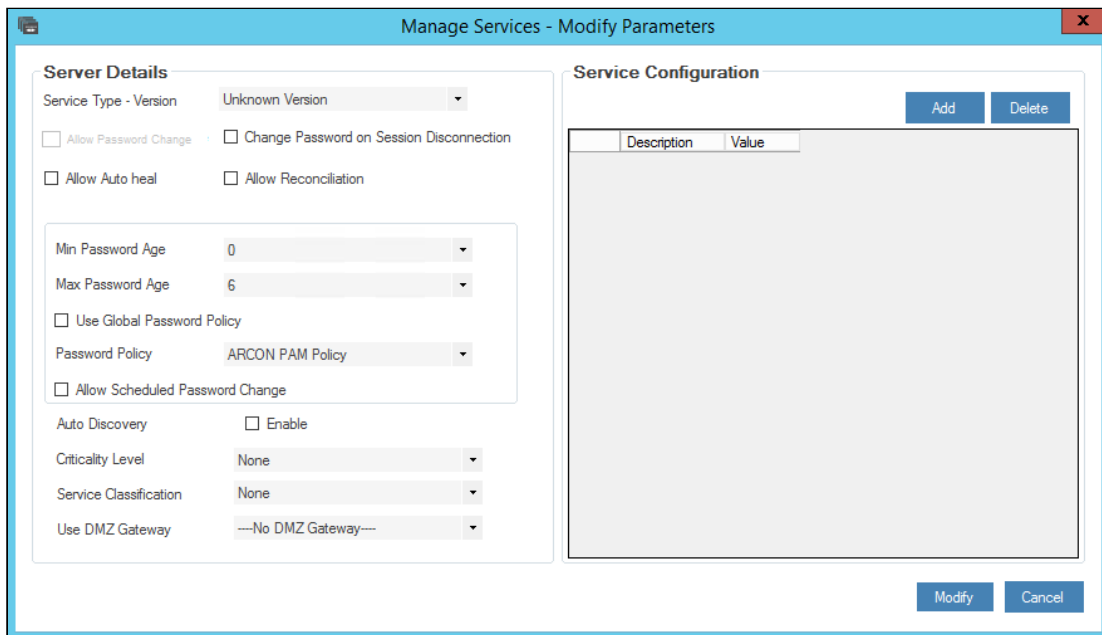 Manage Services - Modify Parameters
x
Server Details
Service Type - Version Unknown Version
Allow Password Change Change Password on Session Disconnection
Allow Auto heal Allow Reconciliation
Min Password Age 0
Max Password Age 6
Use Global Password Policy
Password Policy ARCON PAM Policy
Allow Scheduled Password Change
Auto Discovery Enable
Criticality Level None
Service Classification None
Use DMZ Gateway ----No DMZ Gateway----
Service Configuration
Add Delete
Description Value
Modify Cancel